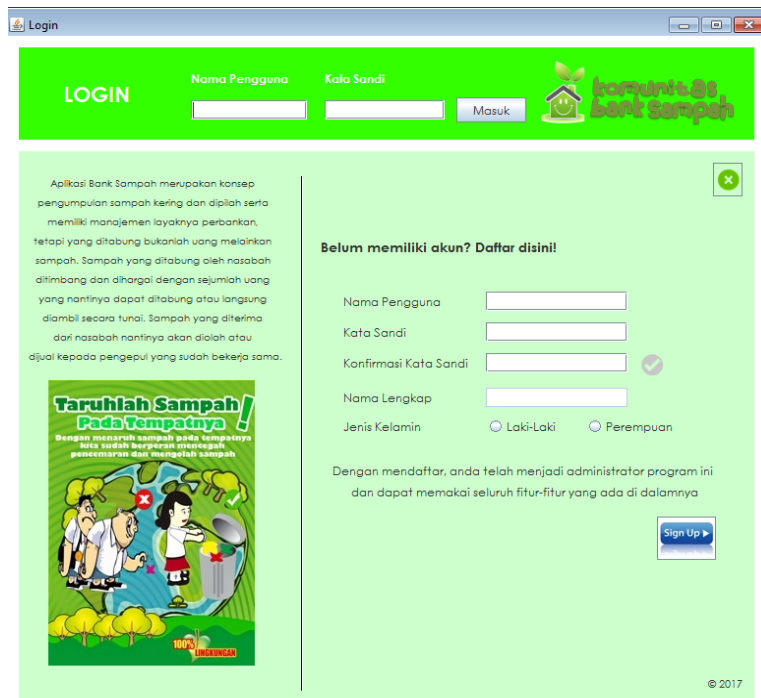 Login
LOGIN
Nama Pengguna
Kata Sandi
Masuk
komunitas
bank sampah
Aplikasi Bank Sampah merupakan konsep
pengumpulan sampah kering dan dipilah serta
memiliki manajemen layaknya perbankan,
tetapi yang ditabung bukanlah uang melainkan
sampah. Sampah yang ditabung oleh nasabah
ditimbang dan dihargai dengan sejumlah uang
yang nantinya dapat ditabung atau langsung
diambil secara tunai. Sampah yang diterima
dari nasabah nantinya akan diolah atau
dijual kepada pengepul yang sudah bekerja sama.
Taruhlah Sampah
Pada Tempatnya!
Dengan menaruh sampah pada tempatnya
kita sudah berperan mencegah
pencemaran dan mengolah sampah
100%
LINGKUNGAN
Belum memiliki akun? Daftar disini!
Nama Pengguna
Kata Sandi
Konfirmasi Kata Sandi
Nama Lengkap
Jenis Kelamin
Laki-Laki
Perempuan
Dengan mendaftar, anda telah menjadi administrator program ini
dan dapat memakai seluruh fitur-fitur yang ada di dalamnya
Sign Up
© 2017